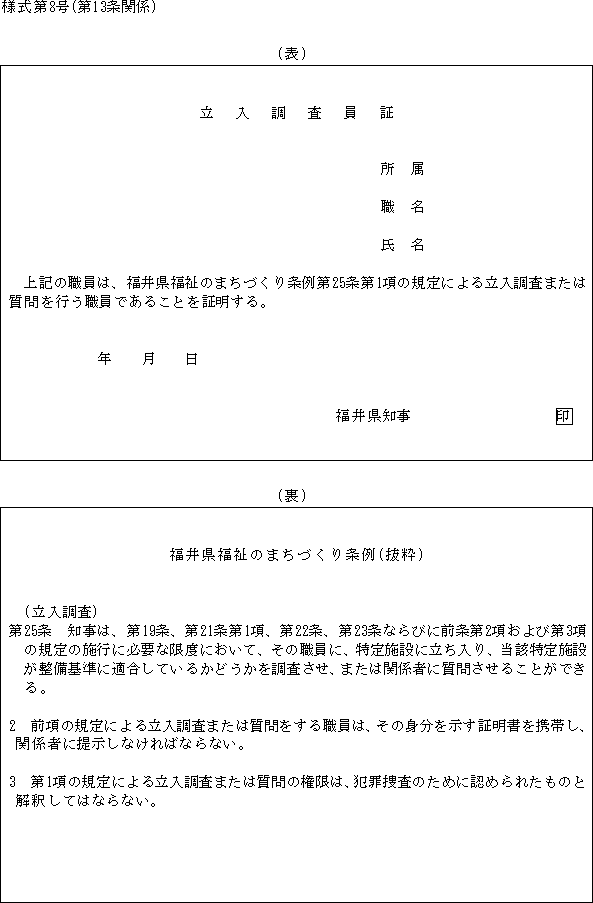 様式第8号(第13条関係)
(表)
立入調査員証
所属
職名
氏名
上記の職員は、福井県福祉のまちづくり条例第25条第1項の規定による立入調査または
質問を行う職員であることを証明する。
年　月　日
福井県知事　印
(裏)
福井県福祉のまちづくり条例(抜粋)
(立入調査)
第25条　知事は、第19条、第21条第1項、第22条、第23条ならびに前条第2項および第3項
の規定の施行に必要な限度において、その職員に、特定施設に立ち入り、当該特定施設
が整備基準に適合しているかどうかを調査させ、または関係者に質問させることができ
る。
2　前項の規定による立入調査または質問をする職員は、その身分を示す証明書を携帯し、
関係者に提示しなければならない。
3　第1項の規定による立入調査または質問の権限は、犯罪捜査のために認められたものと
解釈してはならない。